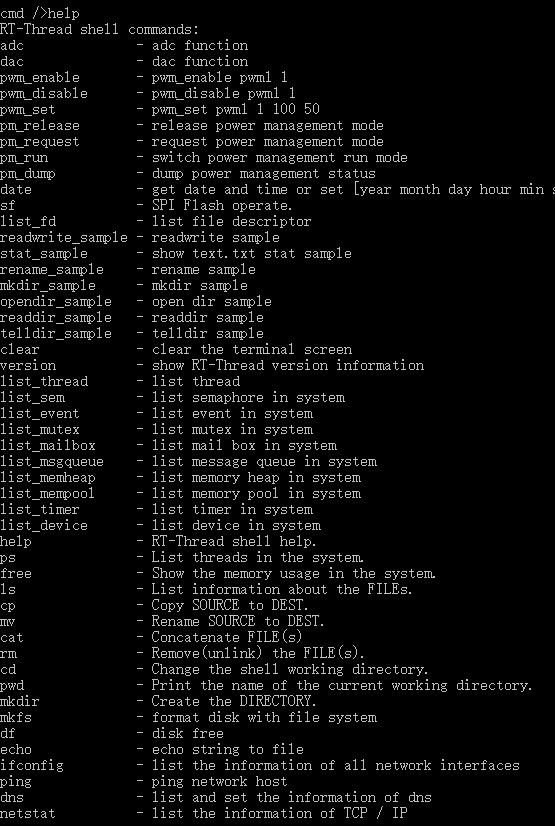 cmd />help
RT-Thread shell commands:
adc - adc function
dac - dac function
pwm_enable - pwm_enable pwm1 1
pwm_disable - pwm_disable pwm1 1
pwm_set - pwm_set pwm1 1 100 50
pm_release - release power management mode
pm_request - request power management mode
pm_run - switch power management run mode
pm_dump - dump power management status
date - get date and time or set [year month day hour min s
sf - SPI Flash operate.
list_fd - list file descriptor
readwrite_sample - readwrite sample
stat_sample - show text.txt stat sample
rename_sample - rename sample
mkdir_sample - mkdir sample
opendir_sample - open dir sample
readdir_sample - readdir sample
telldir_sample - telldir sample
clear - clear the terminal screen
version - show RT-Thread version information
list_thread - list thread
list_sem - list semaphore in system
list_event - list event in system
list_mutex - list mutex in system
list_mailbox - list mail box in system
list_msgqueue - list message queue in system
list_memheap - list memory heap in system
list_mempool - list memory pool in system
list_timer - list timer in system
list_device - list device in system
help - RT-Thread shell help.
ps - List threads in the system.
free - Show the memory usage in the system.
ls - List information about the FILEs.
cp - Copy SOURCE to DEST.
mv - Rename SOURCE to DEST.
cat - Concatenate FILE(s)
rm - Remove(unlink) the FILE(s).
cd - Change the shell working directory.
pwd - Print the name of the current working directory.
mkdir - Create the DIRECTORY.
mkfs - format disk with file system
df - disk free
echo - echo string to file
ifconfig - list the information of all network interfaces
ping - ping network host
dns - list and set the information of dns
netstat - list the information of TCP / IP